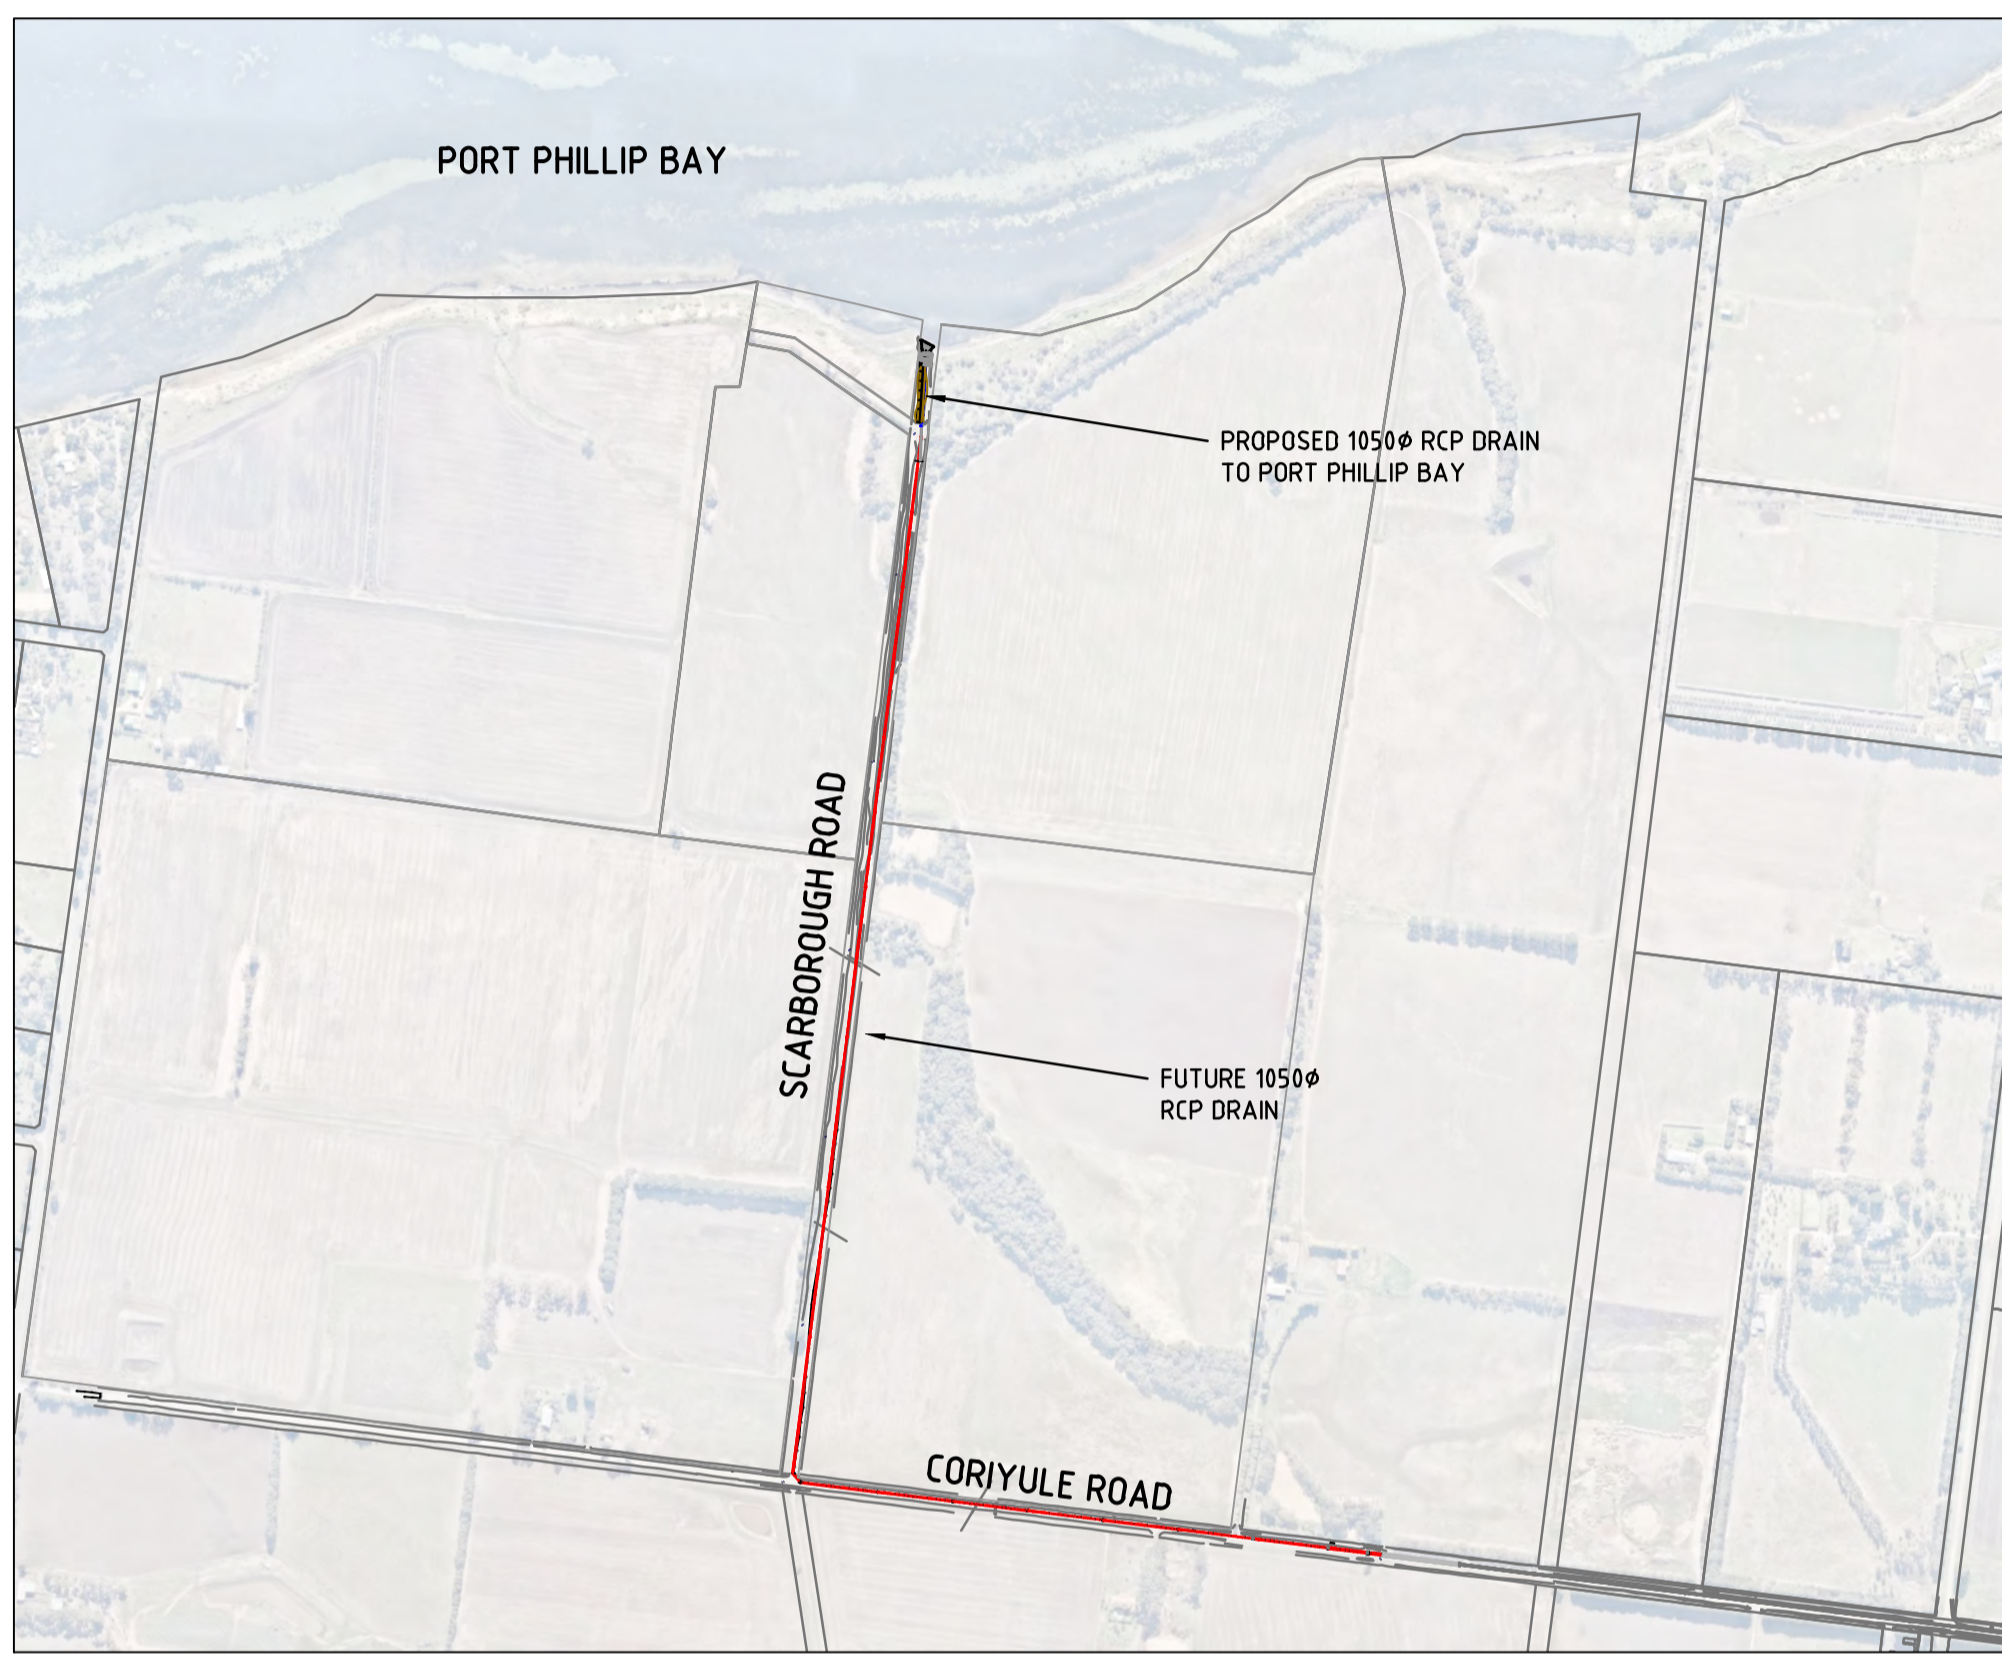 PORT PHILLIP BAY
PROPOSED 1050ø RCP DRAIN
TO PORT PHILLIP BAY
SCARBOROUGH ROAD
FUTURE 1050ø
RCP DRAIN
CORIYULE ROAD